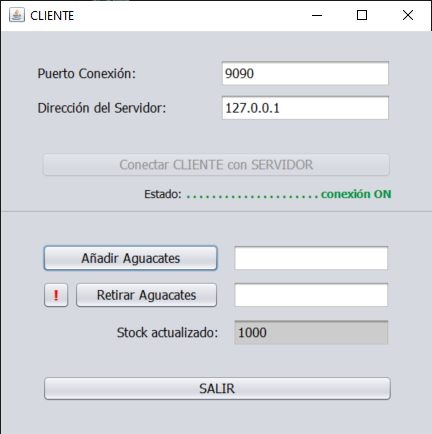 CLIENTE
Puerto Conexión: 9090
Dirección del Servidor: 127.0.0.1
Conectar CLIENTE con SERVIDOR
Estado: . . . . . . . . . . . . . . . . . . . . . conexión ON
Añadir Aguacates
! Retirar Aguacates
Stock actualizado: 1000
SALIR